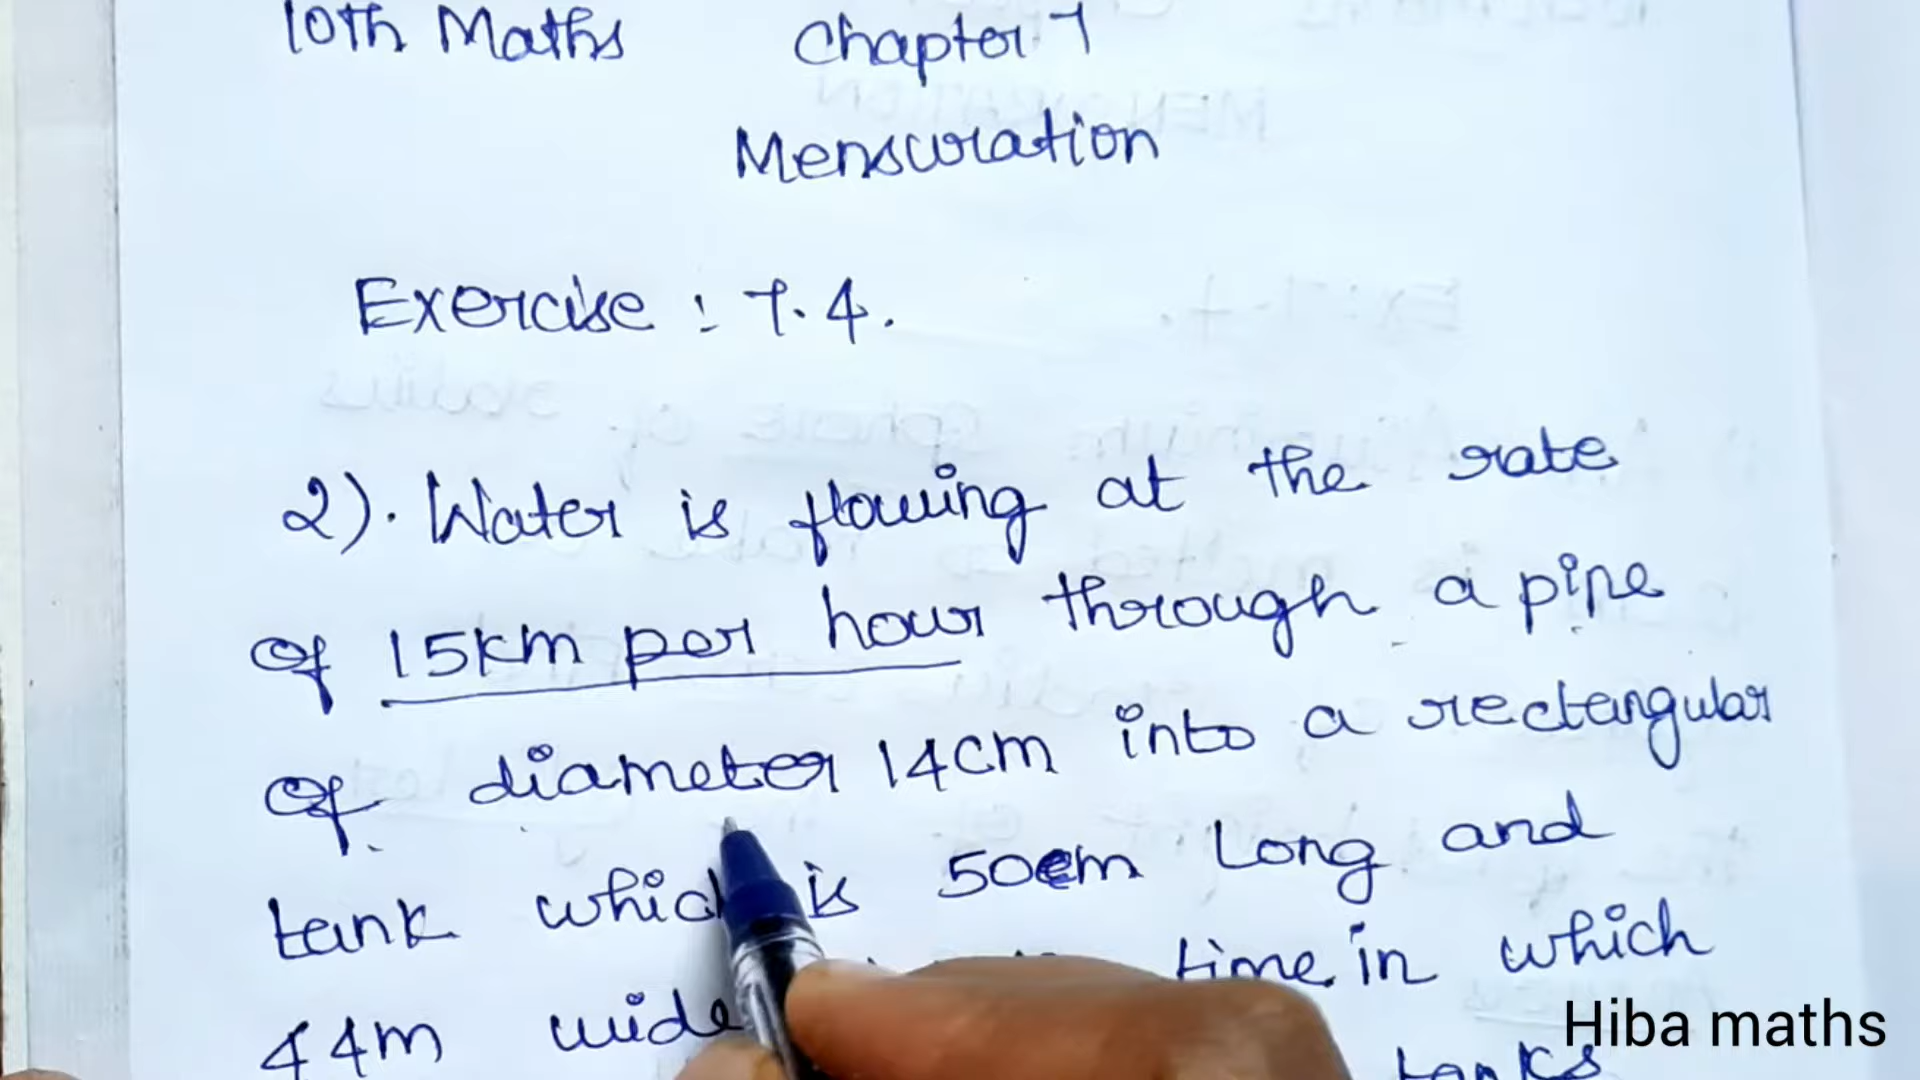 10th Maths Chapter 7
Mensuration
Exercise : 7.4.
2). Water is flowing at the rate
of 15km per hour through a pipe
of diameter 14cm into a rectangular
tank which is 50cm long and
44m wide time in which
tanks
Hiba maths